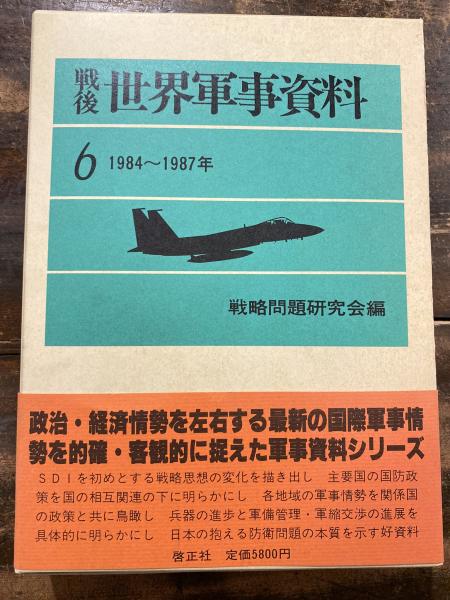 戦後 世界軍事資料
6 1984〜1987年
戦略問題研究会編
政治・経済情勢を左右する最新の国際軍事情
勢を的確・客観的に捉えた軍事資料シリーズ
SDIを初めとする戦略思想の変化を描き出し 主要国の国防政
策を国の相互関連の下に明らかにし 各地域の軍事情勢を関係国
の政策と共に鳥瞰し 兵器の進歩と軍備管理・軍縮交渉の進展を
具体的に明らかにし 日本の抱える防衛問題の本質を示す好資料
啓正社 定価5800円